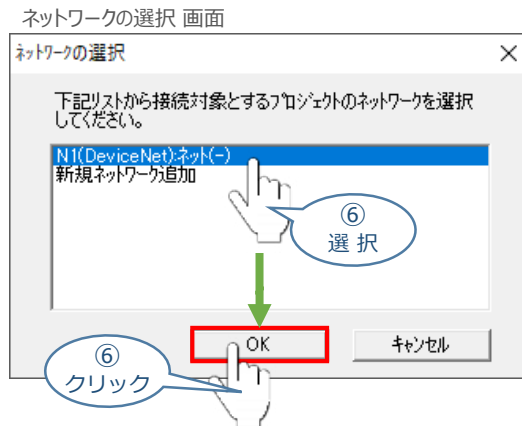 ネットワークの選択 画面
ネットワークの選択
下記リストから接続対象とするプロジェクトのネットワークを選択
してください。
N1(DeviceNet):ネット(-)
新規ネットワーク追加
⑥
選 択
OK
キャンセル
⑥
クリック